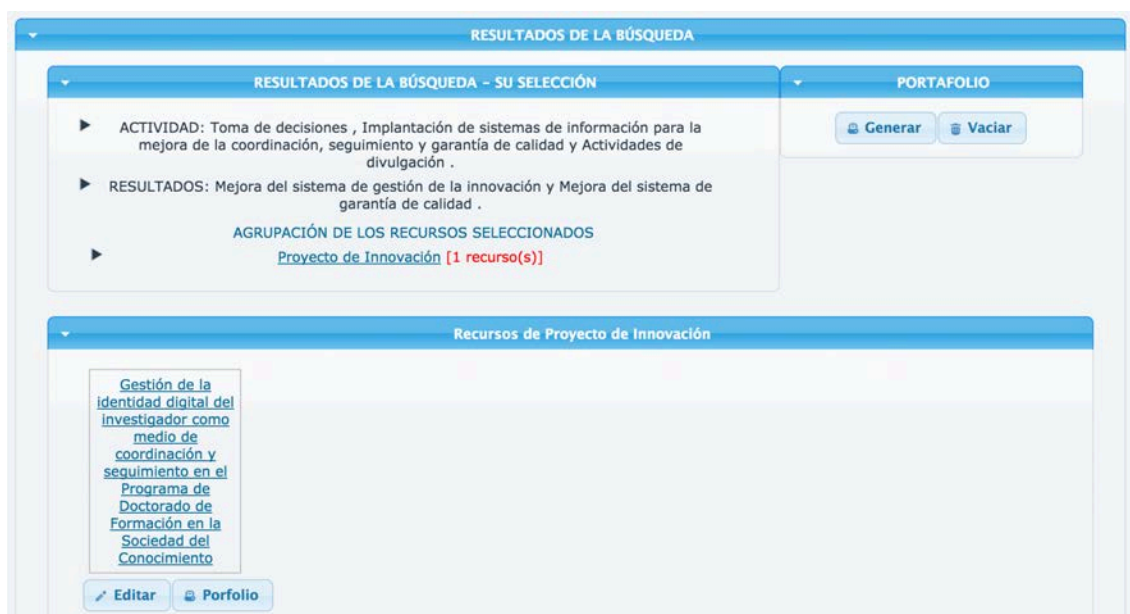 RESULTADOS DE LA BÚSQUEDA
RESULTADOS DE LA BÚSQUEDA – SU SELECCIÓN
PORTAFOLIO
ACTIVIDAD: Toma de decisiones , Implantación de sistemas de información para la
mejora de la coordinación, seguimiento y garantía de calidad y Actividades de
divulgación .
RESULTADOS: Mejora del sistema de gestión de la innovación y Mejora del sistema de
garantía de calidad .
AGRUPACIÓN DE LOS RECURSOS SELECCIONADOS
Proyecto de Innovación [1 recurso(s)]
Generar
Vaciar
Recursos de Proyecto de Innovación
Gestión de la
identidad digital del
investigador como
medio de
coordinación y
seguimiento en el
Programa de
Doctorado de
Formación en la
Sociedad del
Conocimiento
Editar
Porfolio